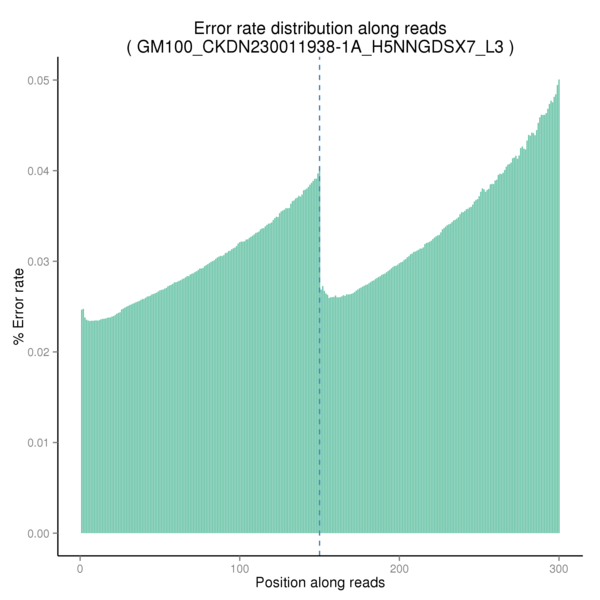 Error rate distribution along reads
( GM100_CKDN230011938-1A_H5NNGDSX7_L3 )
% Error rate
0.05
0.04
0.03
0.02
0.01
0.00
0
100
200
300
Position along reads